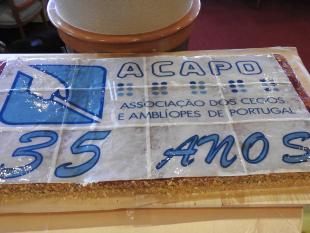 ACAPO
ASSOCIAÇÃO DOS CEGOS
E AMBLÍOPES DE PORTUGAL
35 ANOS